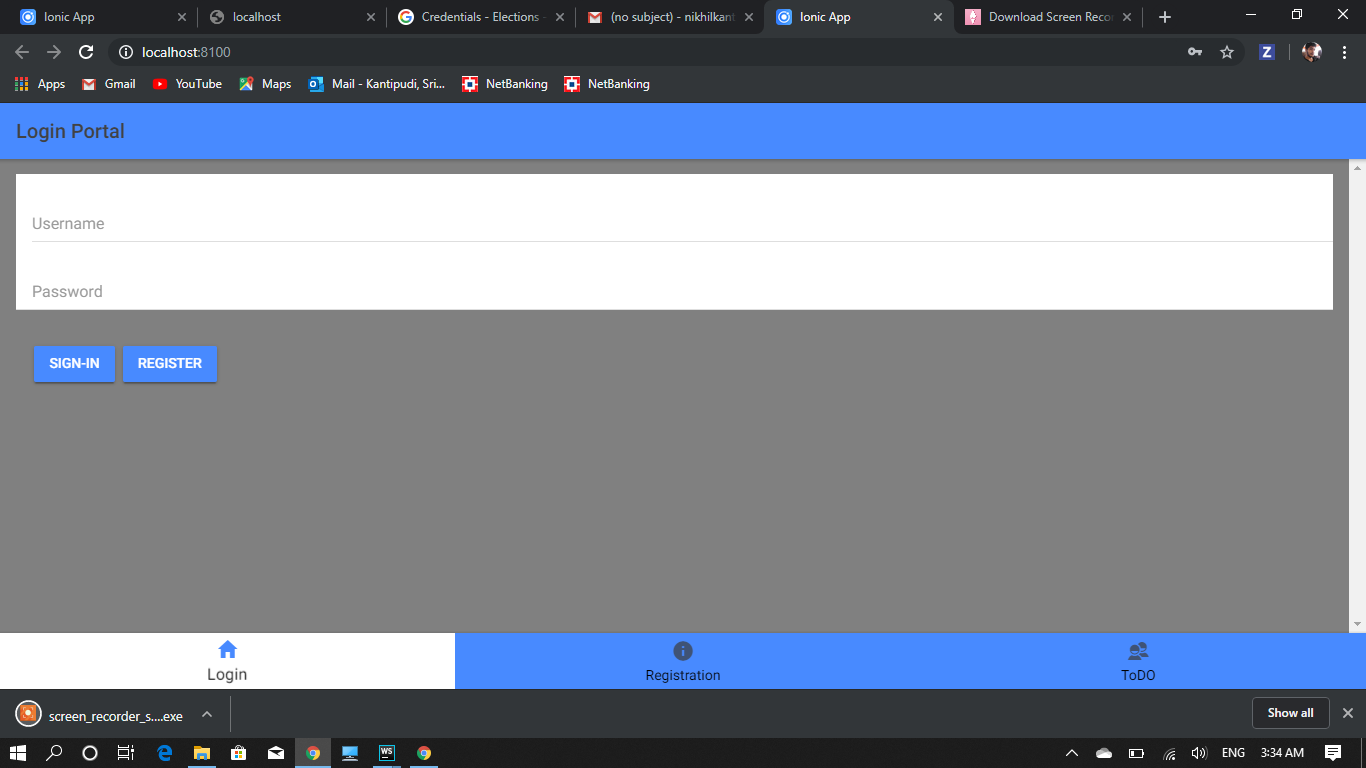 Ionic App
localhost
Credentials - Elections -
(no subject) - nikhilkant
Ionic App
Download Screen Recor
localhost:8100
Z
Apps
Gmail
YouTube
Maps
Mail - Kantipudi, Sri...
NetBanking
NetBanking
Login Portal
Username
Password
SIGN-IN
REGISTER
Login
Registration
ToDO
screen_recorder_s....exe
Show all
WS
ENG
3:34 AM